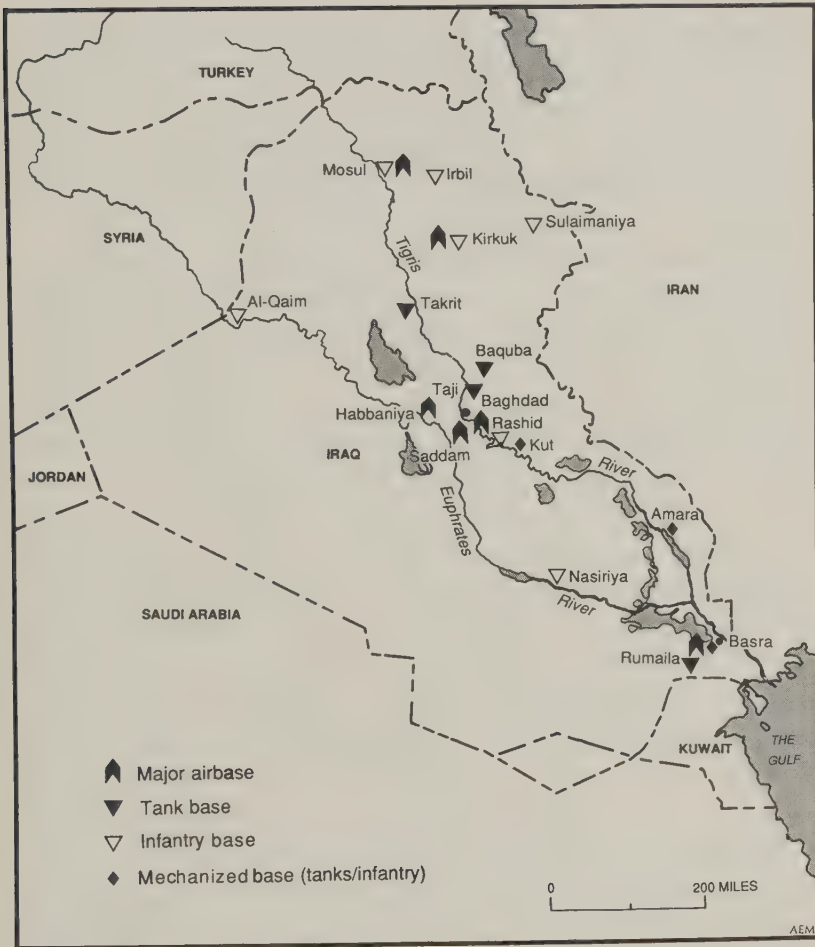 TURKEY
Mosul
Irbil
Sulaimaniya
Kirkuk
SYRIA
Tigris
IRAN
Al-Qaim
Takrit
Baquba
Taji
Baghdad
Habbaniya
Rashid
IRAQ
Saddam
Kut
River
JORDAN
Euphrates
Amara
Nasiriya
River
SAUDI ARABIA
Basra
Rumaila
KUWAIT
THE
GULF
Major airbase
Tank base
Infantry base
Mechanized base (tanks/infantry)
0
200 MILES
AEM